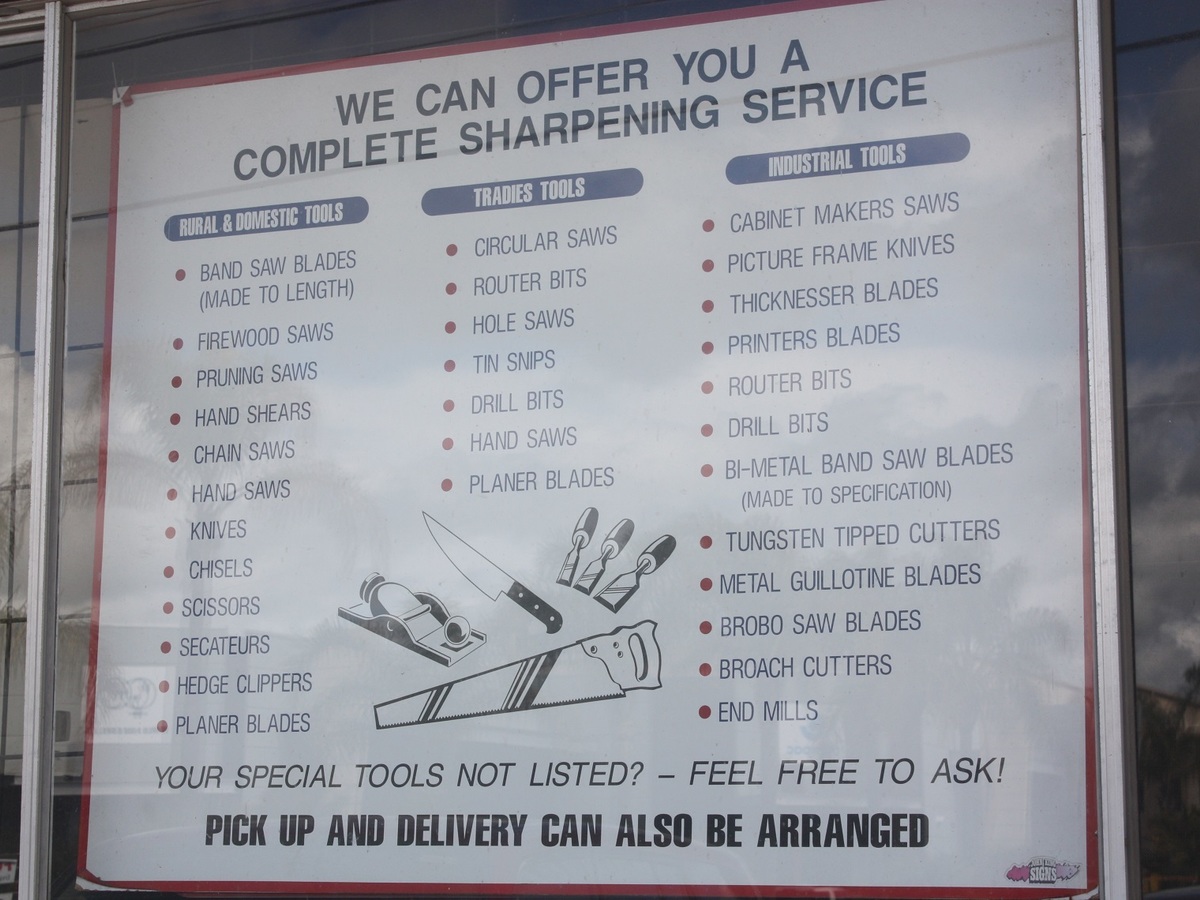 WE CAN OFFER YOU A
COMPLETE SHARPENING SERVICE
RURAL & DOMESTIC TOOLS
BAND SAW BLADES
(MADE TO LENGTH)
FIREWOOD SAWS
PRUNING SAWS
HAND SHEARS
CHAIN SAWS
HAND SAWS
KNIVES
CHISELS
SCISSORS
SECATEURS
HEDGE CLIPPERS
PLANER BLADES
TRADIES TOOLS
CIRCULAR SAWS
ROUTER BITS
HOLE SAWS
TIN SNIPS
DRILL BITS
HAND SAWS
PLANER BLADES
INDUSTRIAL TOOLS
CABINET MAKERS SAWS
PICTURE FRAME KNIVES
THICKNESSER BLADES
PRINTERS BLADES
ROUTER BITS
DRILL BITS
BI-METAL BAND SAW BLADES
(MADE TO SPECIFICATION)
TUNGSTEN TIPPED CUTTERS
METAL GUILLOTINE BLADES
BROBO SAW BLADES
BROACH CUTTERS
END MILLS
YOUR SPECIAL TOOLS NOT LISTED? – FEEL FREE TO ASK!
PICK UP AND DELIVERY CAN ALSO BE ARRANGED
SIGNS